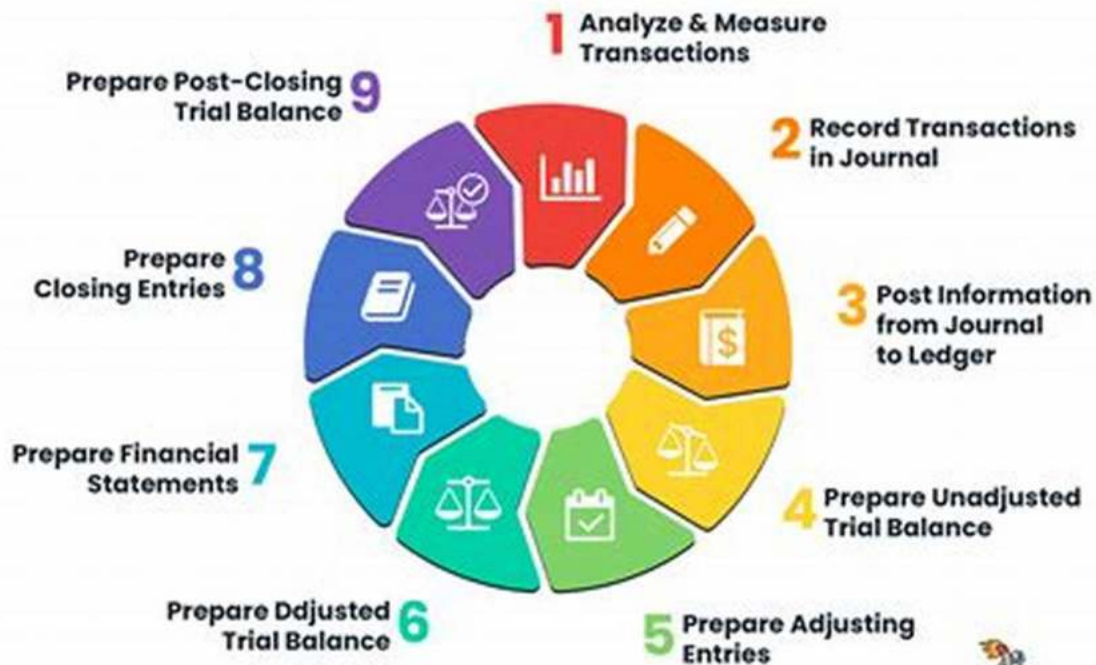 1 Analyze & Measure
Transactions
2 Record Transactions
in Journal
3 Post Information
from Journal
to Ledger
$
4 Prepare Unadjusted
Trial Balance
5 Prepare Adjusting
Entries
6 Prepare Ddjusted
Trial Balance
7 Prepare Financial
Statements
8 Prepare
Closing Entries
9 Prepare Post-Closing
Trial Balance